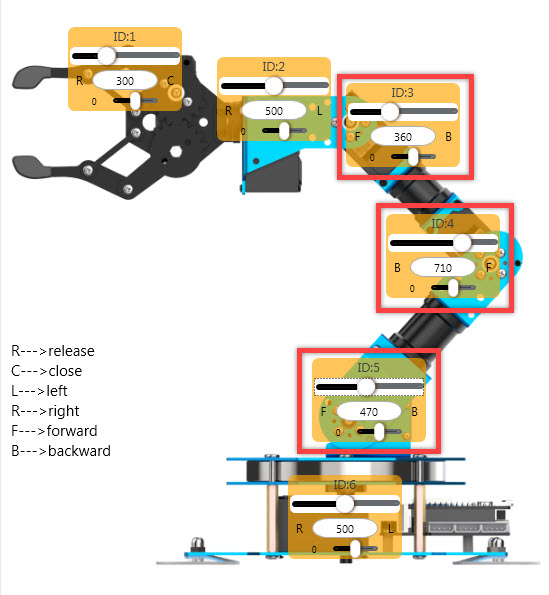 ID:1
R 300 C
0
ID:2
R 500 L
0
ID:3
F 360 B
0
ID:4
B 710 F
0
R--->release
C--->close
L--->left
R--->right
F--->forward
B--->backward
ID:5
F 470 B
0
ID:6
R 500 L
0